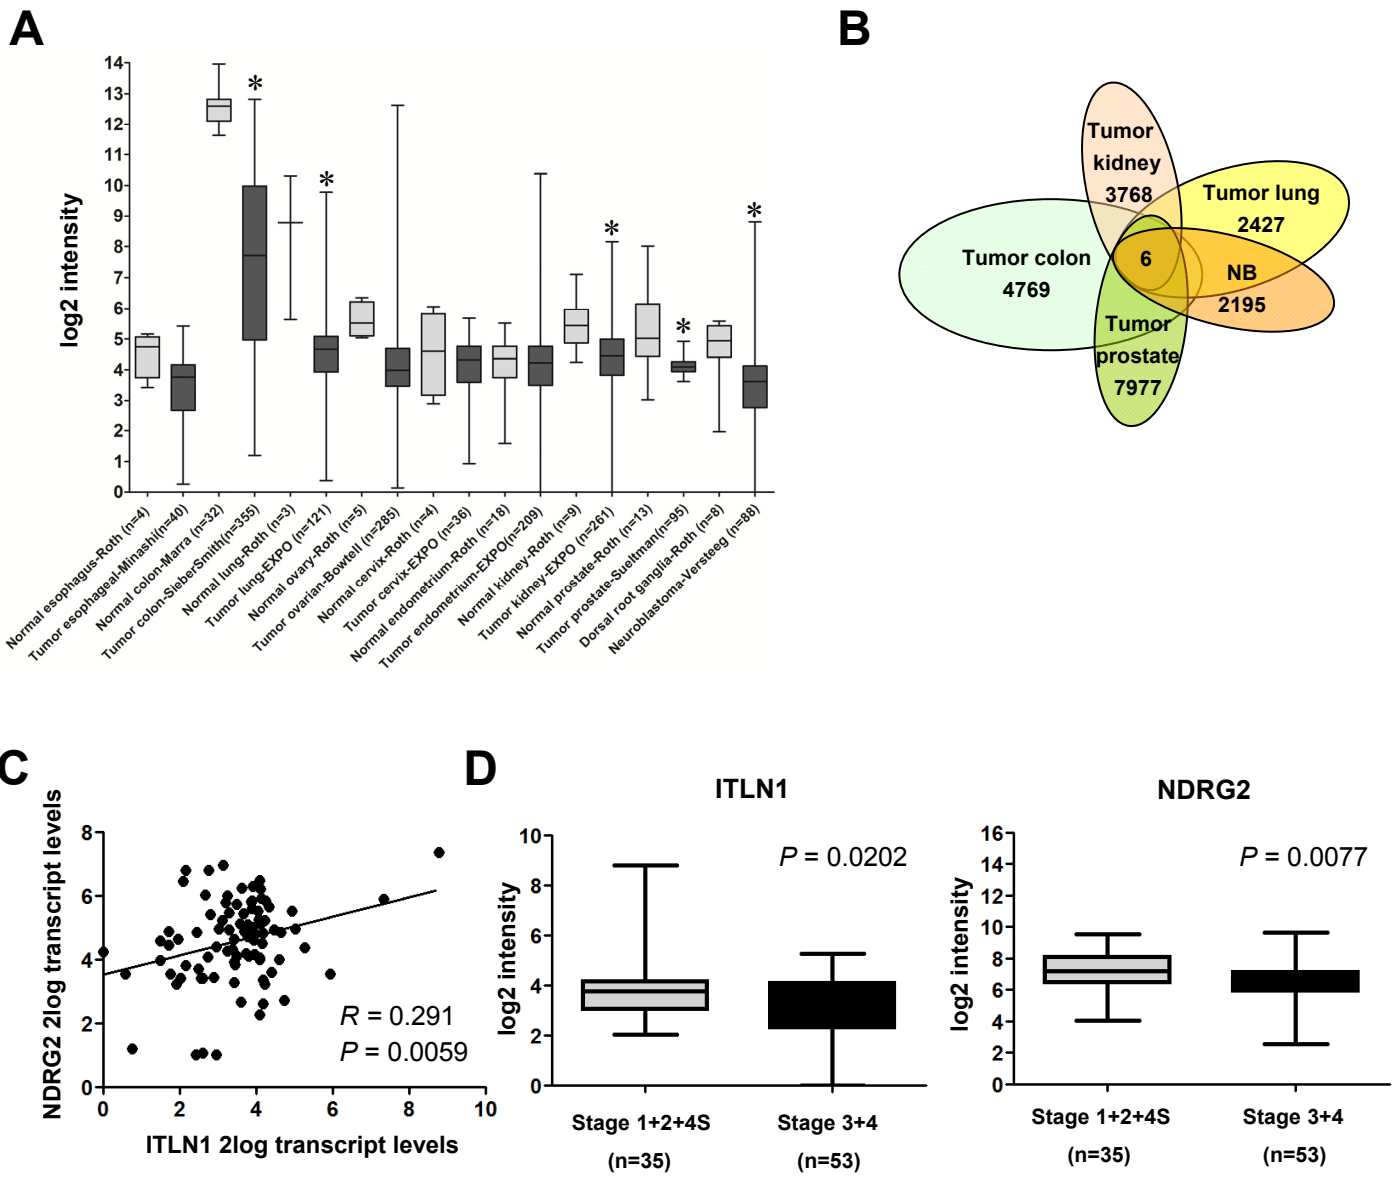 A
log2 intensity
14
13
12
11
10
9
8
7
6
5
4
3
2
1
0
*
*
*
*
*
Normal esophagus-Roth (n=4)
Tumor esophageal-Minashi(n=40)
Normal colon-Marra (n=32)
Tumor colon-SieberSmith(n=355)
Normal lung-Roth (n=3)
Tumor lung-EXPO (n=121)
Normal ovary-Roth (n=5)
Tumor ovarian-Bowtell (n=285)
Normal cervix-Roth (n=4)
Tumor cervix-EXPO (n=36)
Normal endometrium-Roth (n=18)
Tumor endometrium-EXPO(n=209)
Normal kidney-Roth (n=9)
Tumor kidney-EXPO (n=261)
Normal prostate-Roth (n=13)
Tumor prostate-Sueltman(n=95)
Dorsal root ganglia-Roth (n=8)
Neuroblastoma-Versteeg (n=88)
B
Tumor
kidney
3768
Tumor lung
2427
Tumor colon
4769
6
NB
2195
Tumor
prostate
7977
C
NDRG2 2log transcript levels
8
6
4
2
0
R = 0.291
P = 0.0059
0 2 4 6 8 10
ITLN1 2log transcript levels
D
ITLN1
log2 intensity
10
8
6
4
2
0
P = 0.0202
Stage 1+2+4S Stage 3+4
(n=35) (n=53)
NDRG2
log2 intensity
16
14
12
10
8
6
4
2
0
P = 0.0077
Stage 1+2+4S Stage 3+4
(n=35) (n=53)